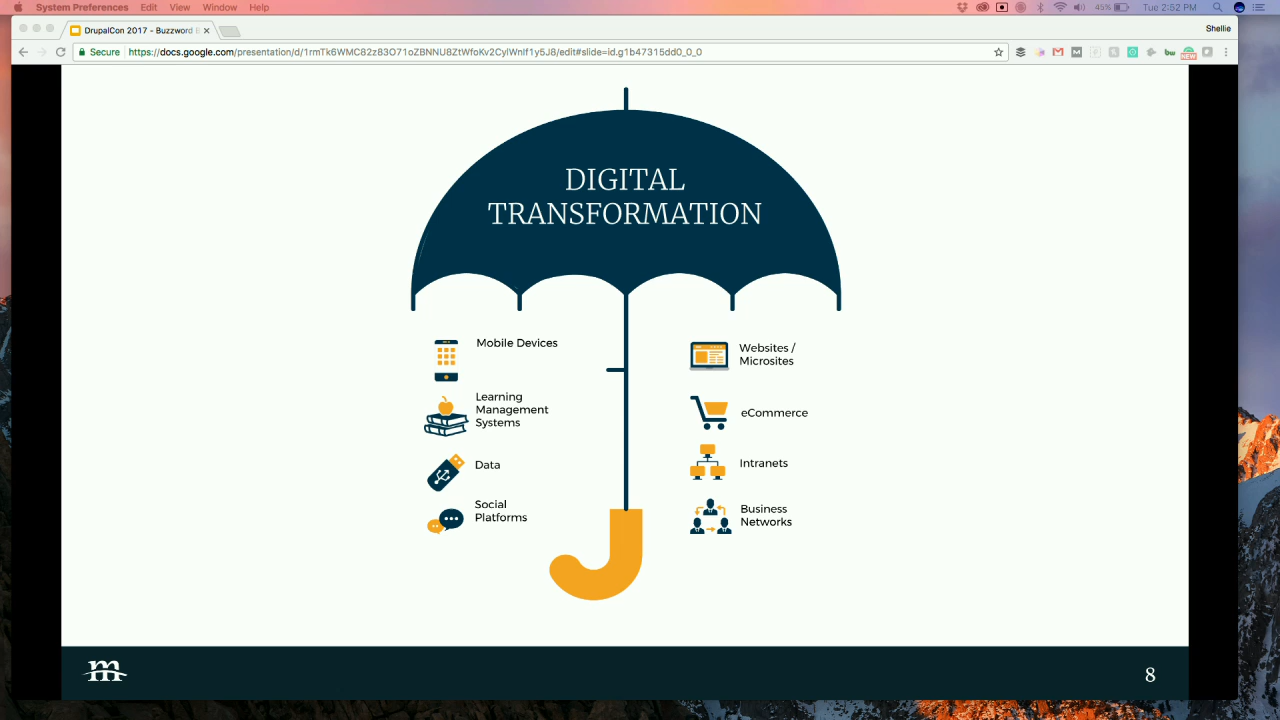 System Preferences Edit View Window Help
45% Tue 2:52 PM
DrupalCon 2017 - Buzzword
Shellie
Secure https://docs.google.com/presentation/d/1rmTk6WMC82z83O71oZBNNU8ZtWfoKv2CylWnIf1y5J8/edit#slide=id.g1b47315dd0_0_0
NEW
DIGITAL
TRANSFORMATION
Mobile Devices
Learning
Management
Systems
Data
Social
Platforms
Websites /
Microsites
eCommerce
Intranets
Business
Networks
m
8